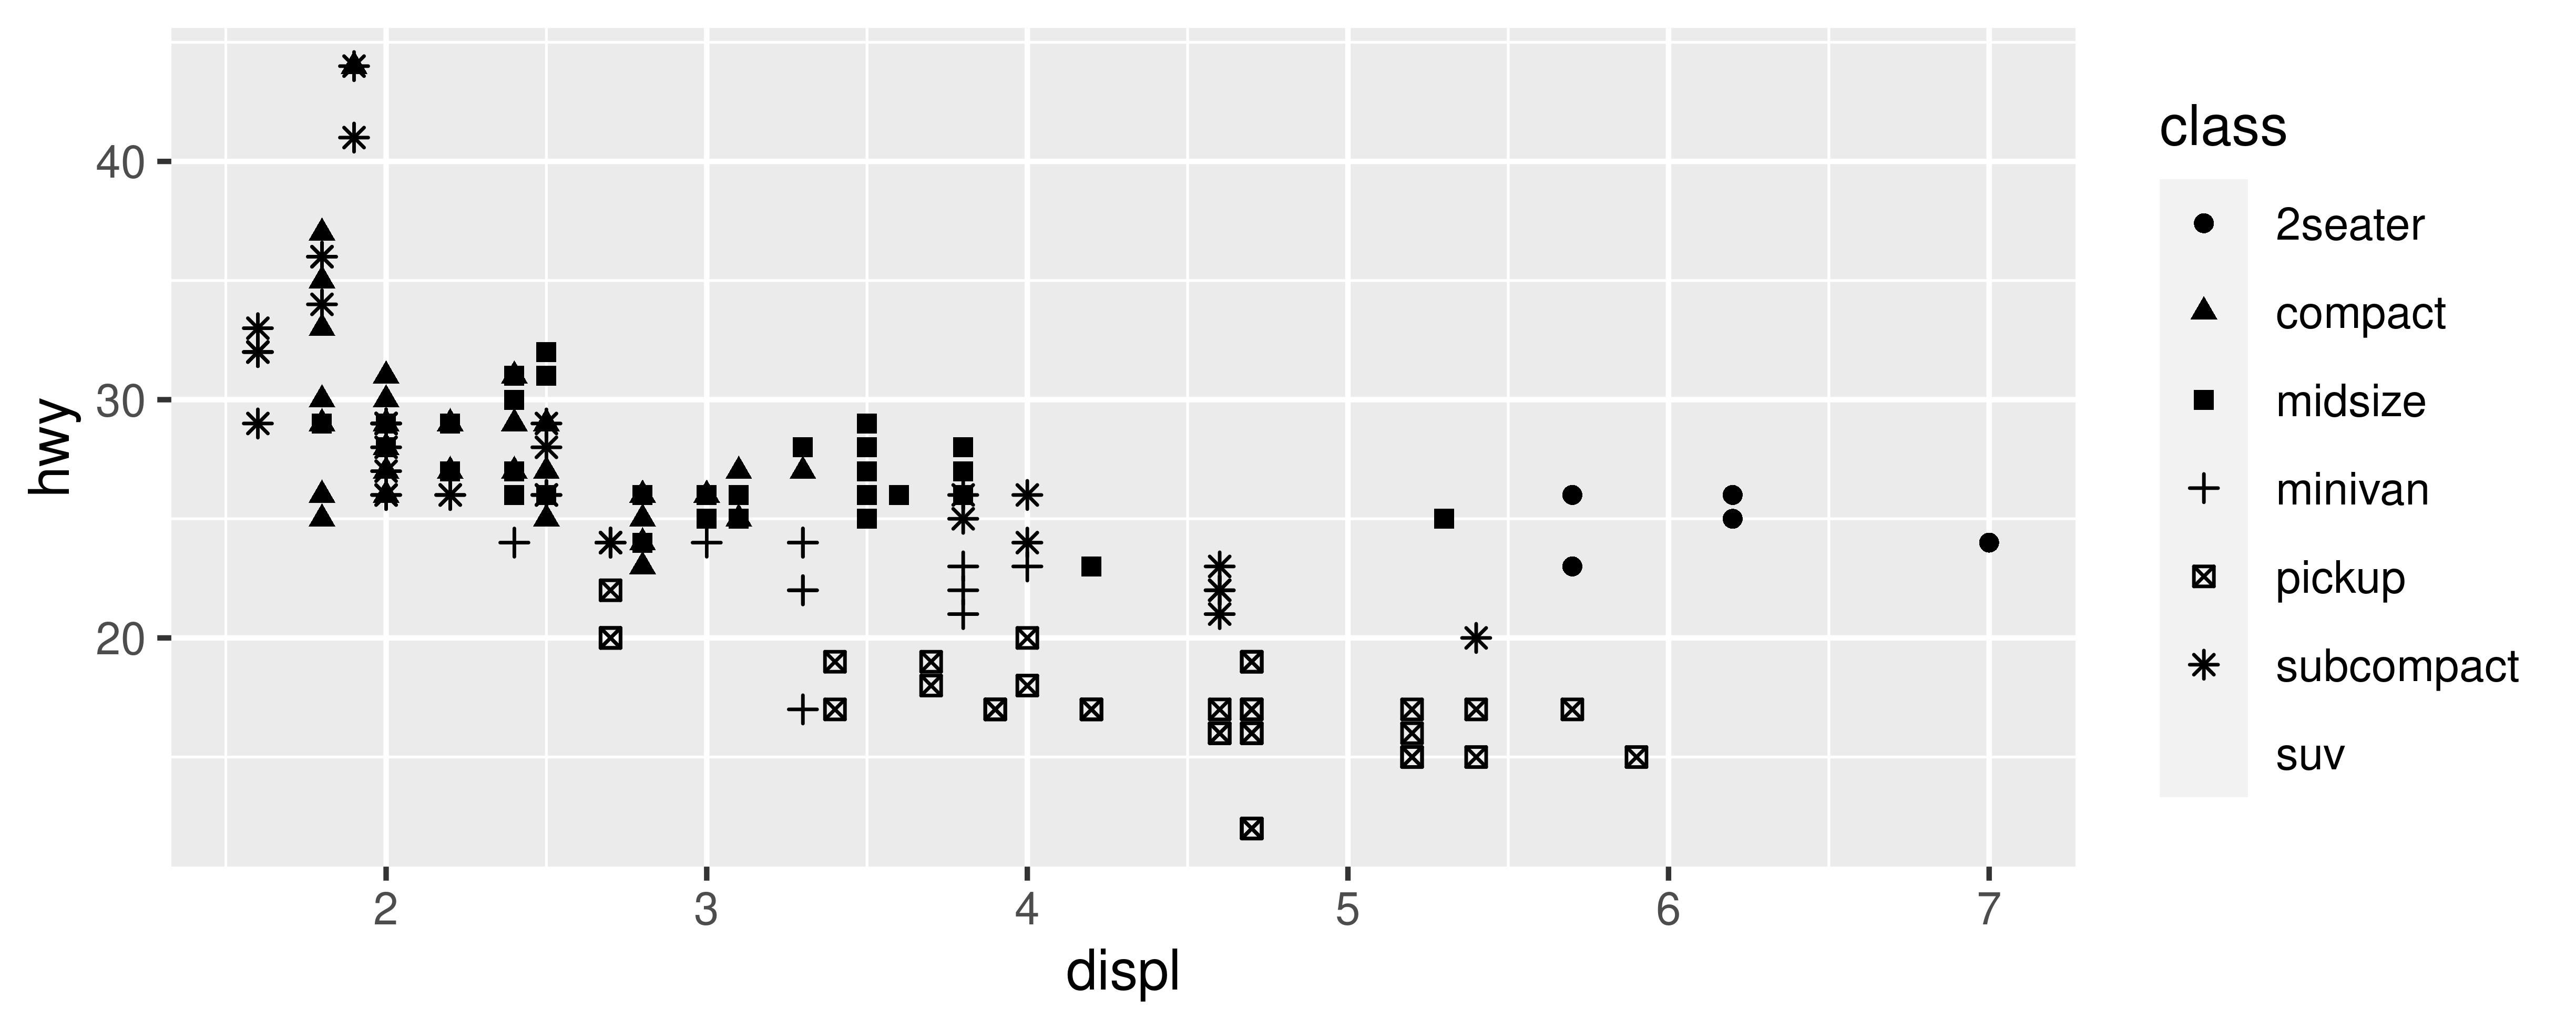 hwy
40
30
20
2 3 4 5 6 7
displ
class
2seater
compact
midsize
minivan
pickup
subcompact
suv